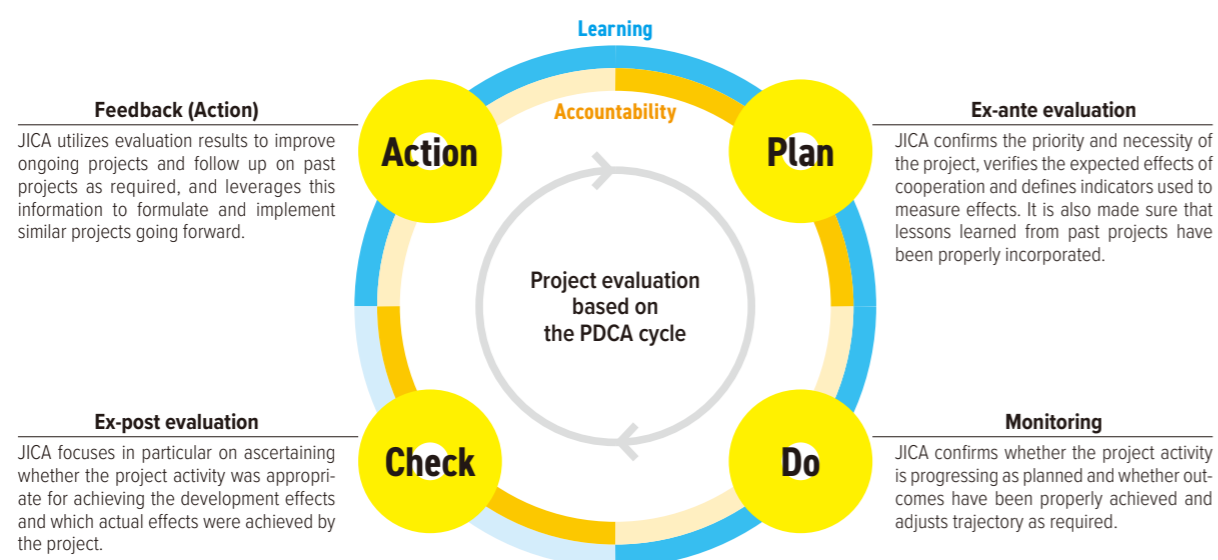 Learning
Accountability
Action
Plan
Feedback (Action)
JICA utilizes evaluation results to improve
ongoing projects and follow up on past
projects as required, and leverages this
information to formulate and implement
similar projects going forward.
Ex-ante evaluation
JICA confirms the priority and necessity of
the project, verifies the expected effects of
cooperation and defines indicators used to
measure effects. It is also made sure that
lessons learned from past projects have
been properly incorporated.
Project evaluation
based on
the PDCA cycle
Ex-post evaluation
JICA focuses in particular on ascertaining
whether the project activity was appropri-
ate for achieving the development effects
and which actual effects were achieved by
the project.
Check
Do
Monitoring
JICA confirms whether the project activity
is progressing as planned and whether out-
comes have been properly achieved and
adjusts trajectory as required.